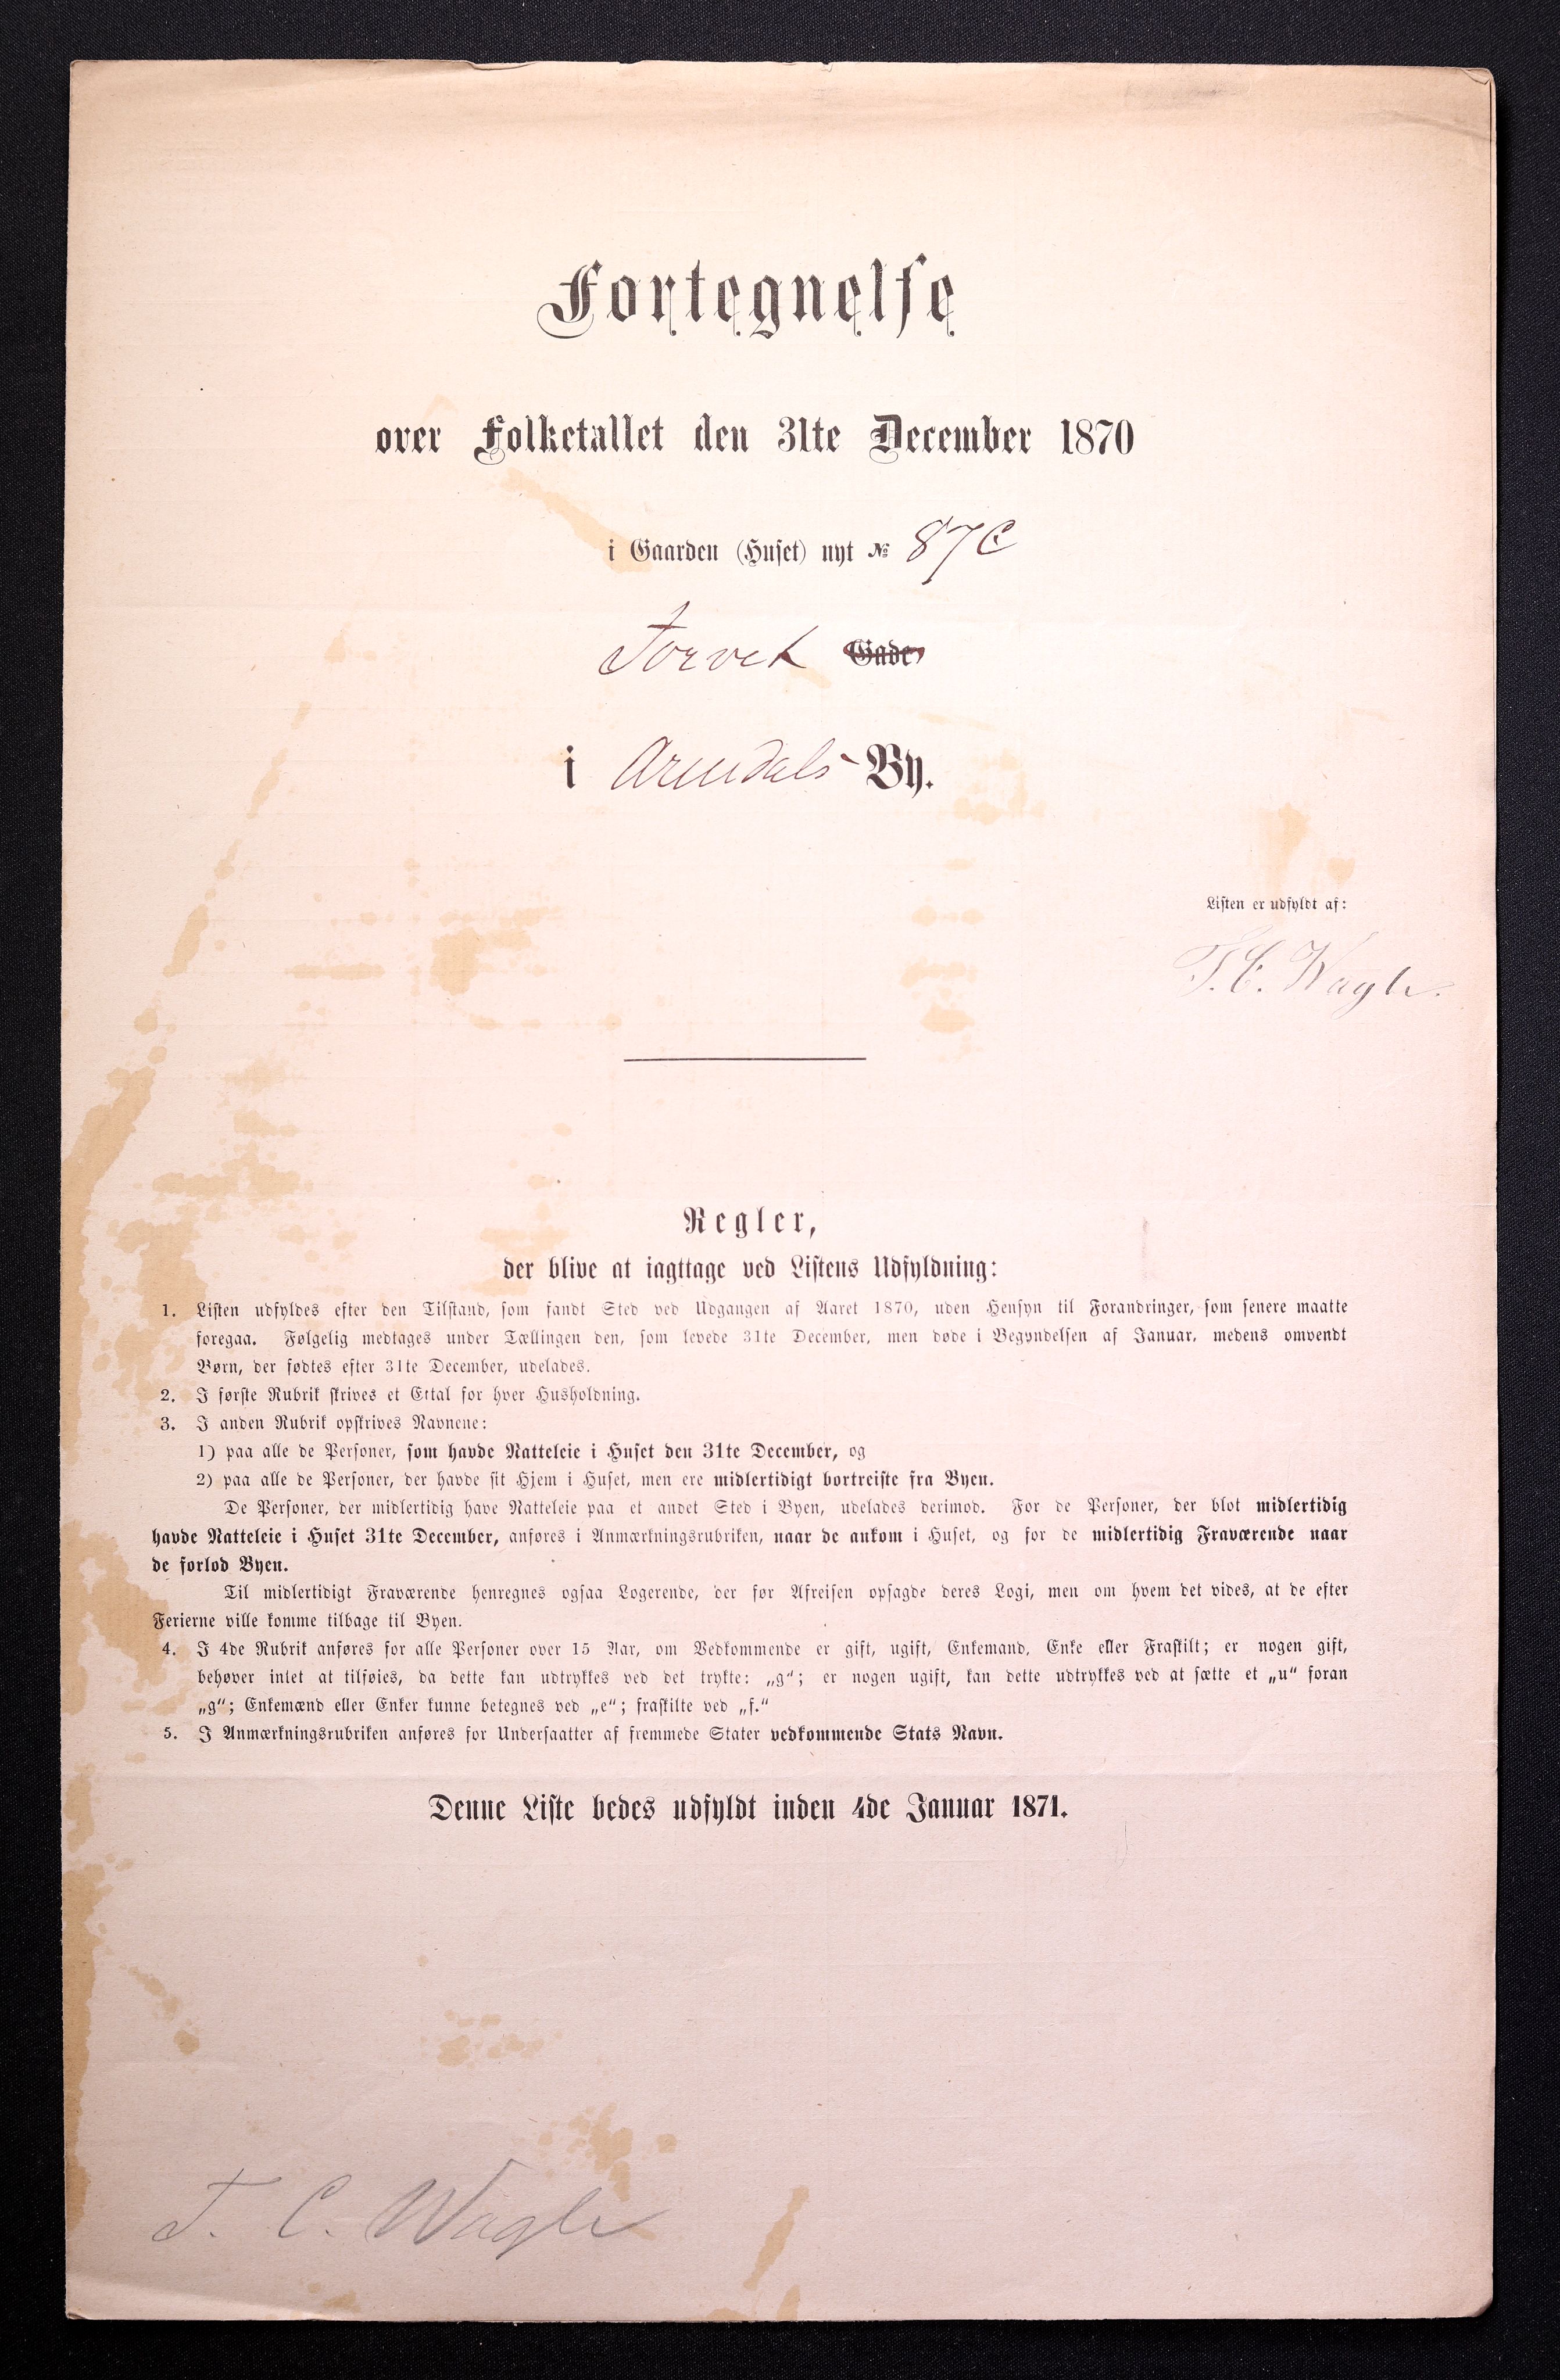 Fortegnelse
over Folketallet den 31te December 1870
i Gaarden (Huset) nyt № 87C
Torvet Gade
i Arendals By.
Listen er udfyldt af:
T. C. Wagle.
Regler,
der blive at iagttage ved Listens Udfyldning:
1. Listen udfyldes efter den Tilstand, som fandt Sted ved Udgangen af Aaret 1870, uden Hensyn til Forandringer, som senere maatte
foregaa. Følgelig medtages under Tællingen den, som levede 31te December, men døde i Begyndelsen af Januar, medens omvendt
Børn, der fødtes efter 31te December, udelades.
2. I første Rubrik skrives et Ettal for hver Husholdning.
3. I anden Rubrik opskrives Navnene:
1) paa alle de Personer, som havde Natteleie i Huset den 31te December, og
2) paa alle de Personer, der havde sit Hjem i Huset, men ere midlertidigt bortreiste fra Byen.
De Personer, der midlertidig have Natteleie paa et andet Sted i Byen, udelades derimod. For de Personer, der blot midlertidig
havde Natteleie i Huset 31te December, anføres i Anmærkningsrubriken, naar de ankom i Huset, og for de midlertidig Fraværende naar
de forlod Byen.
Til midlertidigt Fraværende henregnes ogsaa Logerende, der før Afreisen opsagde deres Logi, men om hvem det vides, at de efter
Ferierne ville komme tilbage til Byen.
4. I 4de Rubrik anføres for alle Personer over 15 Aar, om Vedkommende er gift, ugift, Enkemand, Enke eller Fraskilt; er nogen gift,
behøver intet at tilføies, da dette kan udtrykkes ved det trykte: „g“; er nogen ugift, kan dette udtrykkes ved at sætte et „u“ foran
„g“; Enkemænd eller Enker kunne betegnes ved „e“; fraskilte ved „f.“
5. I Anmærkningsrubriken anføres for Undersaatter af fremmede Stater vedkommende Stats Navn.
Denne Liste bedes udfyldt inden 4de Januar 1871.
T. C. Wagle